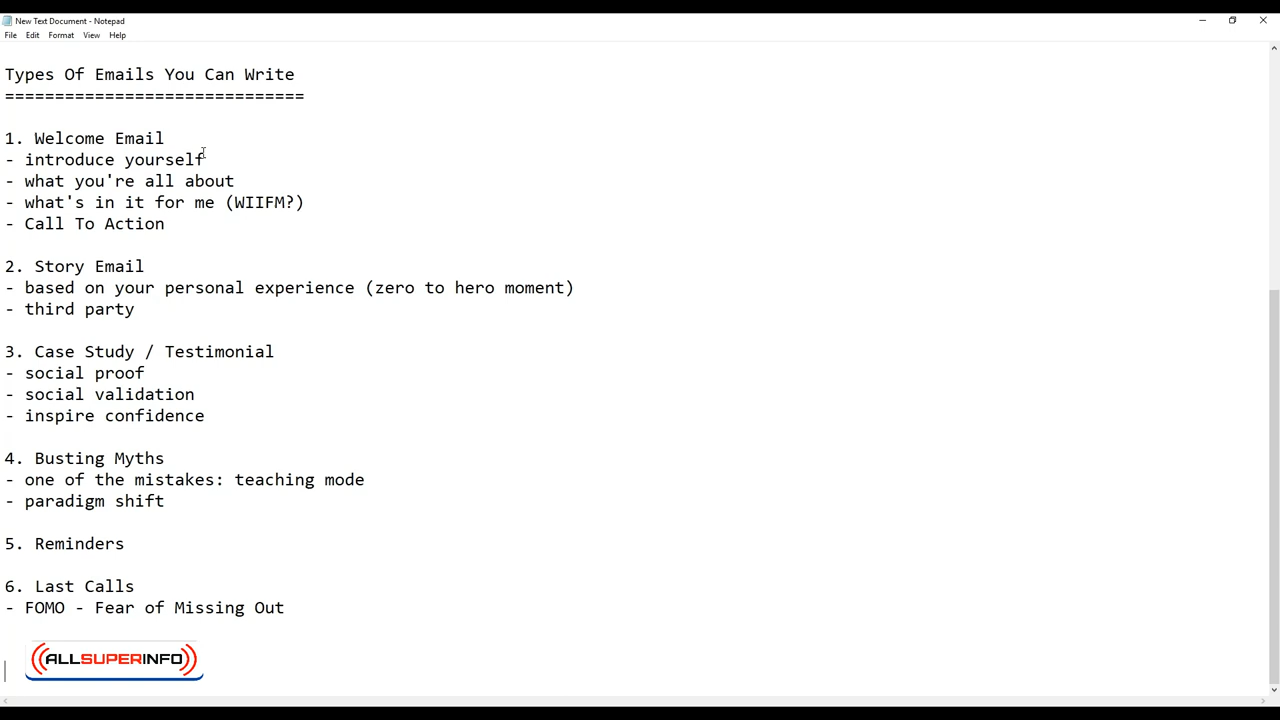 New Text Document - Notepad
File Edit Format View Help
Types Of Emails You Can Write
==============================
1. Welcome Email
- introduce yourself
- what you're all about
- what's in it for me (WIIFM?)
- Call To Action
2. Story Email
- based on your personal experience (zero to hero moment)
- third party
3. Case Study / Testimonial
- social proof
- social validation
- inspire confidence
4. Busting Myths
- one of the mistakes: teaching mode
- paradigm shift
5. Reminders
6. Last Calls
- FOMO - Fear of Missing Out
ALLSUPERINFO